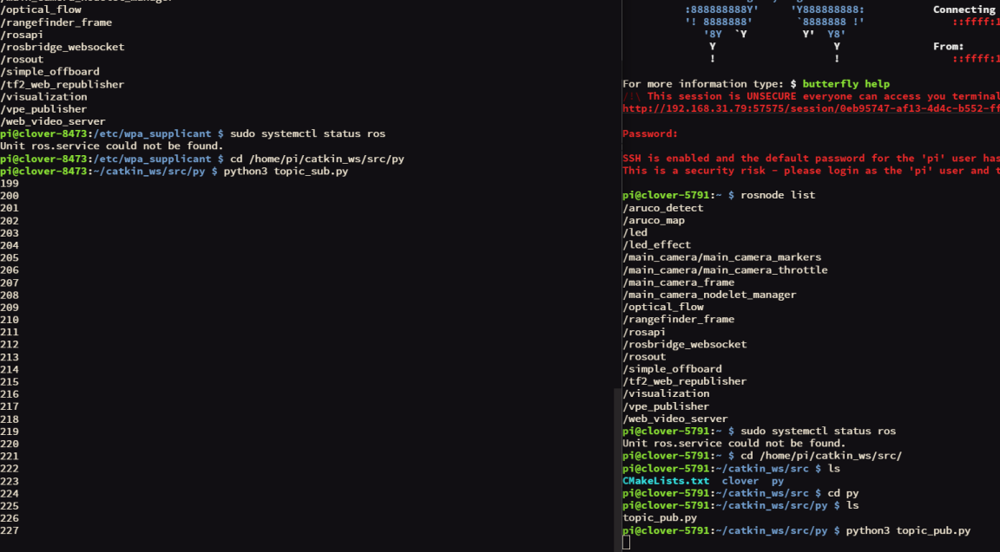 /optical_flow
/rangefinder_frame
/rosapi
/rosbridge_websocket
/rosout
/simple_offboard
/tf2_web_republisher
/visualization
/vpe_publisher
/web_video_server
pi@clover-8473:/etc/wpa_supplicant $ sudo systemctl status ros
Unit ros.service could not be found.
pi@clover-8473:/etc/wpa_supplicant $ cd /home/pi/catkin_ws/src/py
pi@clover-8473:~/catkin_ws/src/py $ python3 topic_sub.py
199
200
201
202
203
204
205
206
207
208
209
210
211
212
213
214
215
216
217
218
219
220
221
222
223
224
225
226
227
:888888888Y' 'Y888888888: Connecting
'! 8888888' `8888888 !' ::ffff:1
'8Y `Y Y' Y8'
Y Y From:
! ! ::ffff:1
For more information type: $ butterfly help
/!\ This session is UNSECURE everyone can access you terminal
http://192.168.31.79:57575/session/0eb95747-af13-4d4c-b552-ff
Password:
SSH is enabled and the default password for the 'pi' user has
This is a security risk - please login as the 'pi' user and t
pi@clover-5791:~ $ rosnode list
/aruco_detect
/aruco_map
/led
/led_effect
/main_camera/main_camera_markers
/main_camera/main_camera_throttle
/main_camera_frame
/main_camera_nodelet_manager
/optical_flow
/rangefinder_frame
/rosapi
/rosbridge_websocket
/rosout
/simple_offboard
/tf2_web_republisher
/visualization
/vpe_publisher
/web_video_server
pi@clover-5791:~ $ sudo systemctl status ros
Unit ros.service could not be found.
pi@clover-5791:~ $ cd /home/pi/catkin_ws/src/
pi@clover-5791:~/catkin_ws/src $ ls
CMakeLists.txt clover py
pi@clover-5791:~/catkin_ws/src $ cd py
pi@clover-5791:~/catkin_ws/src/py $ ls
topic_pub.py
pi@clover-5791:~/catkin_ws/src/py $ python3 topic_pub.py